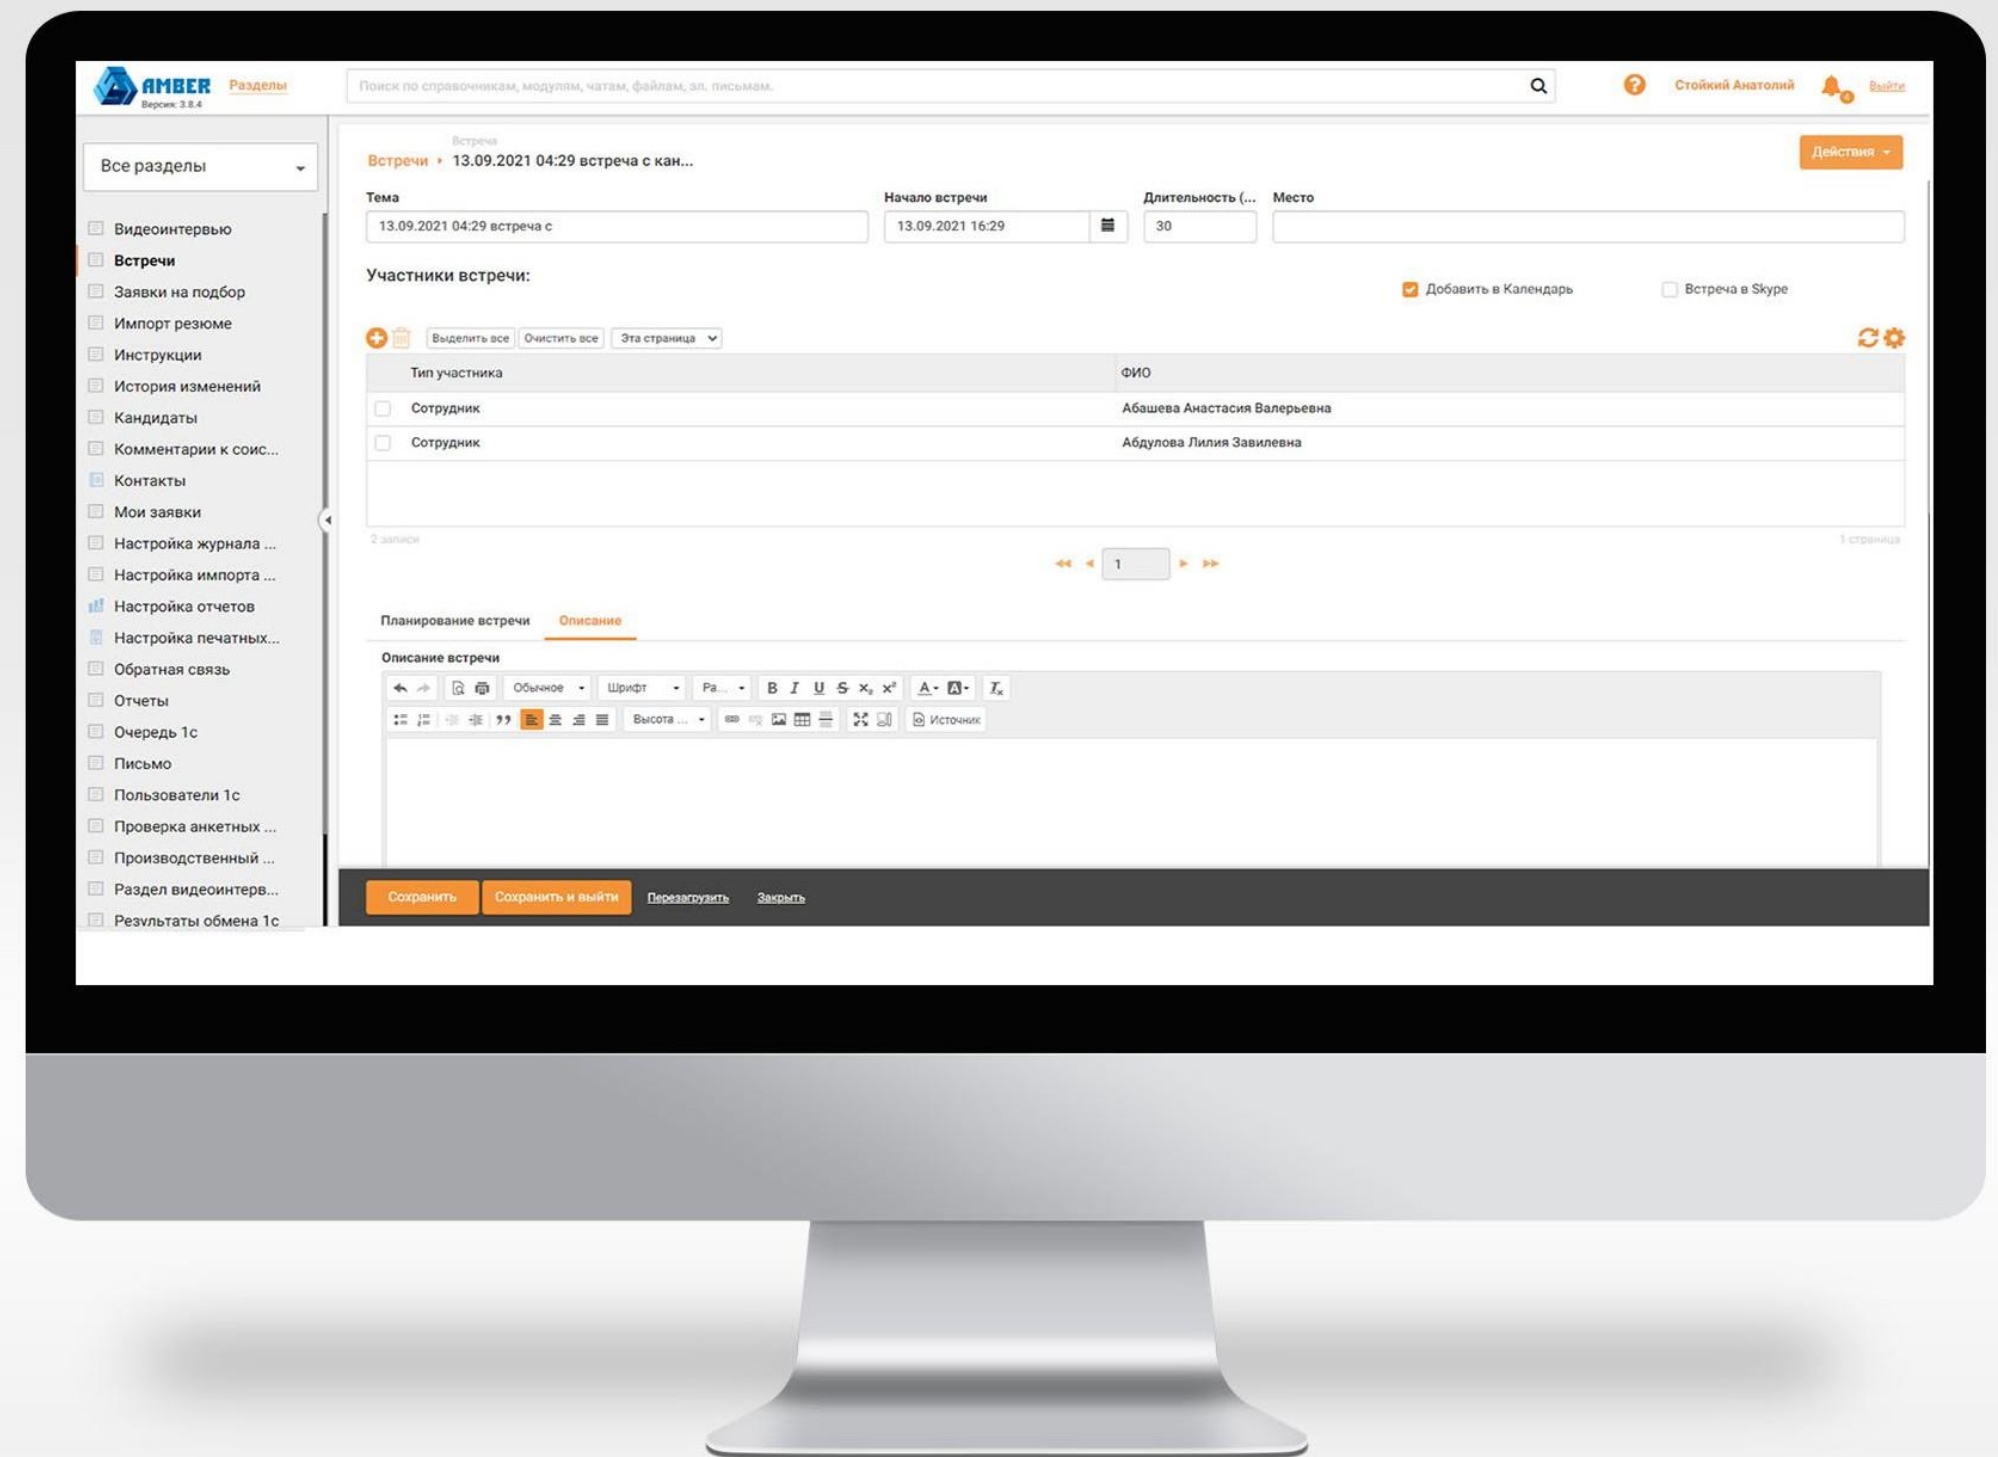 AMBER
Версия: 3.8.4
Разделы
Поиск по справочникам, модулям, чатам, файлам, эл. письмам.
Стойкий Анатолий
Выйти
Все разделы
Видеоинтервью
Встречи
Заявки на подбор
Импорт резюме
Инструкции
История изменений
Кандидаты
Комментарии к соис...
Контакты
Мои заявки
Настройка журнала ...
Настройка импорта ...
Настройка отчетов
Настройка печатных...
Обратная связь
Отчеты
Очередь 1с
Письмо
Пользователи 1с
Проверка анкетных ...
Производственный ...
Раздел видеоинтерв...
Результаты обмена 1с
Встреча
Встречи 13.09.2021 04:29 встреча с кан...
Действия
Тема
13.09.2021 04:29 встреча с
Начало встречи
13.09.2021 16:29
Длительность (...
30
Место
Участники встречи:
Добавить в Календарь
Встреча в Skype
Выделить все Очистить все Эта страница
Тип участника ФИО
Сотрудник Абашева Анастасия Валерьевна
Сотрудник Абдулова Лилия Завилевна
2 записи
1 страница
1
Планирование встречи Описание
Описание встречи
Обычное Шрифт Ра...
Высота ... Источник
Сохранить Сохранить и выйти Перезагрузить Закрыть